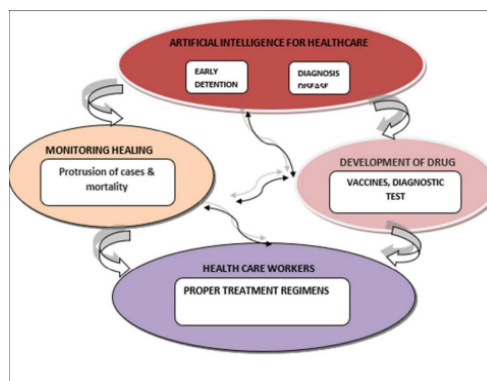 ARTIFICIAL INTELLIGENCE FOR HEALTHCARE
EARLY
DETENTION
DIAGNOSIS
DISEASE
MONITORING HEALING
Protrusion of cases &
mortality
DEVELOPMENT OF DRUG
VACCINES, DIAGNOSTIC
TEST
HEALTH CARE WORKERS
PROPER TREATMENT REGIMENS